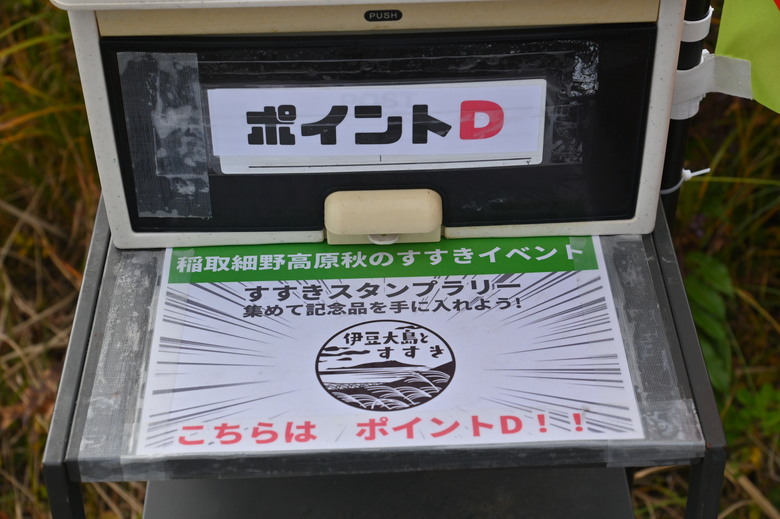 PUSH
ポイントD
稲取細野高原秋のすすきイベント
すすきスタンプラリー
集めて記念品を手に入れよう!
伊豆大島と
すすき
こちらは ポイントD!!